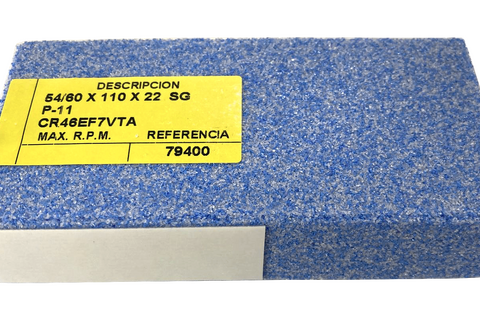 DESCRIPCION
54/60 X 110 X 22 SG
P-11
CR46EF7VTA
MAX. R.P.M. REFERENCIA
79400